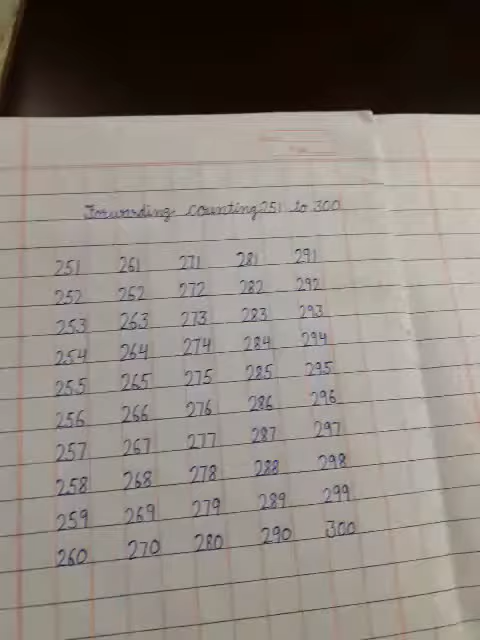 Forwarding counting 251 to 300
251 261 271 281 291
252 262 272 282 292
253 263 273 283 293
254 264 274 284 294
255 265 275 285 295
256 266 276 286 296
257 267 277 287 297
258 268 278 288 298
259 269 279 289 299
260 270 280 290 300